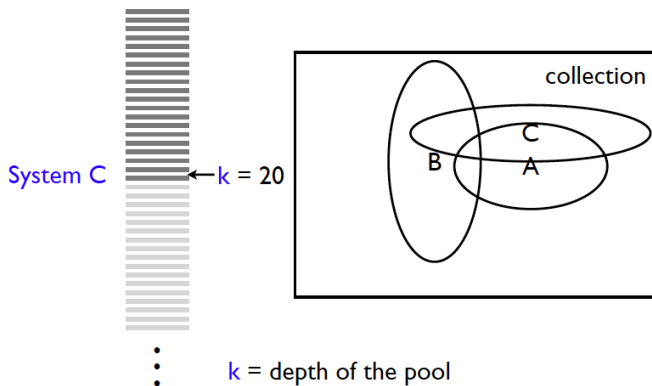 collection
C
B
A
System C
k = 20
k = depth of the pool